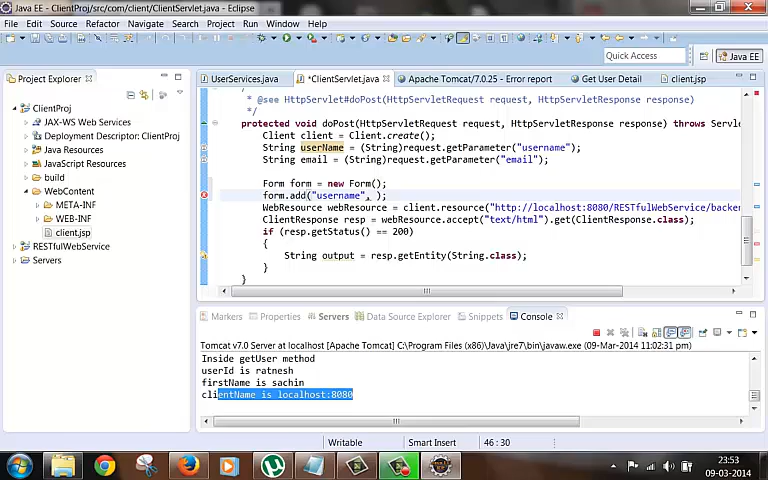 Java EE - ClientProj/src/com/client/ClientServlet.java - Eclipse
File Edit Source Refactor Navigate Search Project Run Window Help
Quick Access
Java EE
Project Explorer
UserServices.java
*ClientServlet.java
Apache Tomcat/7.0.25 - Error report
Get User Detail
client.jsp
ClientProj
JAX-WS Web Services
Deployment Descriptor: ClientProj
Java Resources
JavaScript Resources
build
WebContent
META-INF
WEB-INF
client.jsp
RESTfulWebService
Servers
* @see HttpServlet#doPost(HttpServletRequest request, HttpServletResponse response)
*/
protected void doPost(HttpServletRequest request, HttpServletResponse response) throws Servle
Client client = Client.create();
String userName = (String)request.getParameter("username");
String email = (String)request.getParameter("email");
Form form = new Form();
form.add("username", );
WebResource webResource = client.resource("http://localhost:8080/RESTfulWebService/backen
ClientResponse resp = webResource.accept("text/html").get(ClientResponse.class);
if (resp.getStatus() == 200)
{
String output = resp.getEntity(String.class);
}
}
Markers
Properties
Servers
Data Source Explorer
Snippets
Console
Tomcat v7.0 Server at localhost [Apache Tomcat] C:\Program Files (x86)\Java\jre7\bin\javaw.exe (09-Mar-2014 11:02:31 pm)
Inside getUser method
userId is ratnesh
firstName is sachin
clientName is localhost:8080
Writable
Smart Insert
46 : 30
23:53
09-03-2014